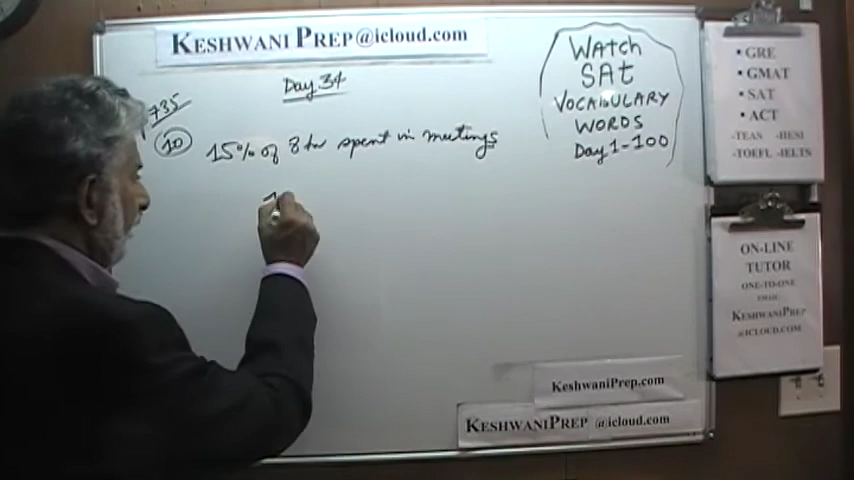 KESHWANI PREP@icloud.com
Day 34
735
10
15% of 8 hr spent in meetings
WAtch
SAt
VOCABULARY
WORDS
Day 1-100
• GRE
• GMAT
• SAT
• ACT
-TEAS -HESI
-TOEFL -IELTS
ON-LINE
TUTOR
ONE-TO-ONE
EMAIL:
KESHWANIPREP
@ICLOUD.COM
KeshwaniPrep.com
KESHWANIPREP @icloud.com